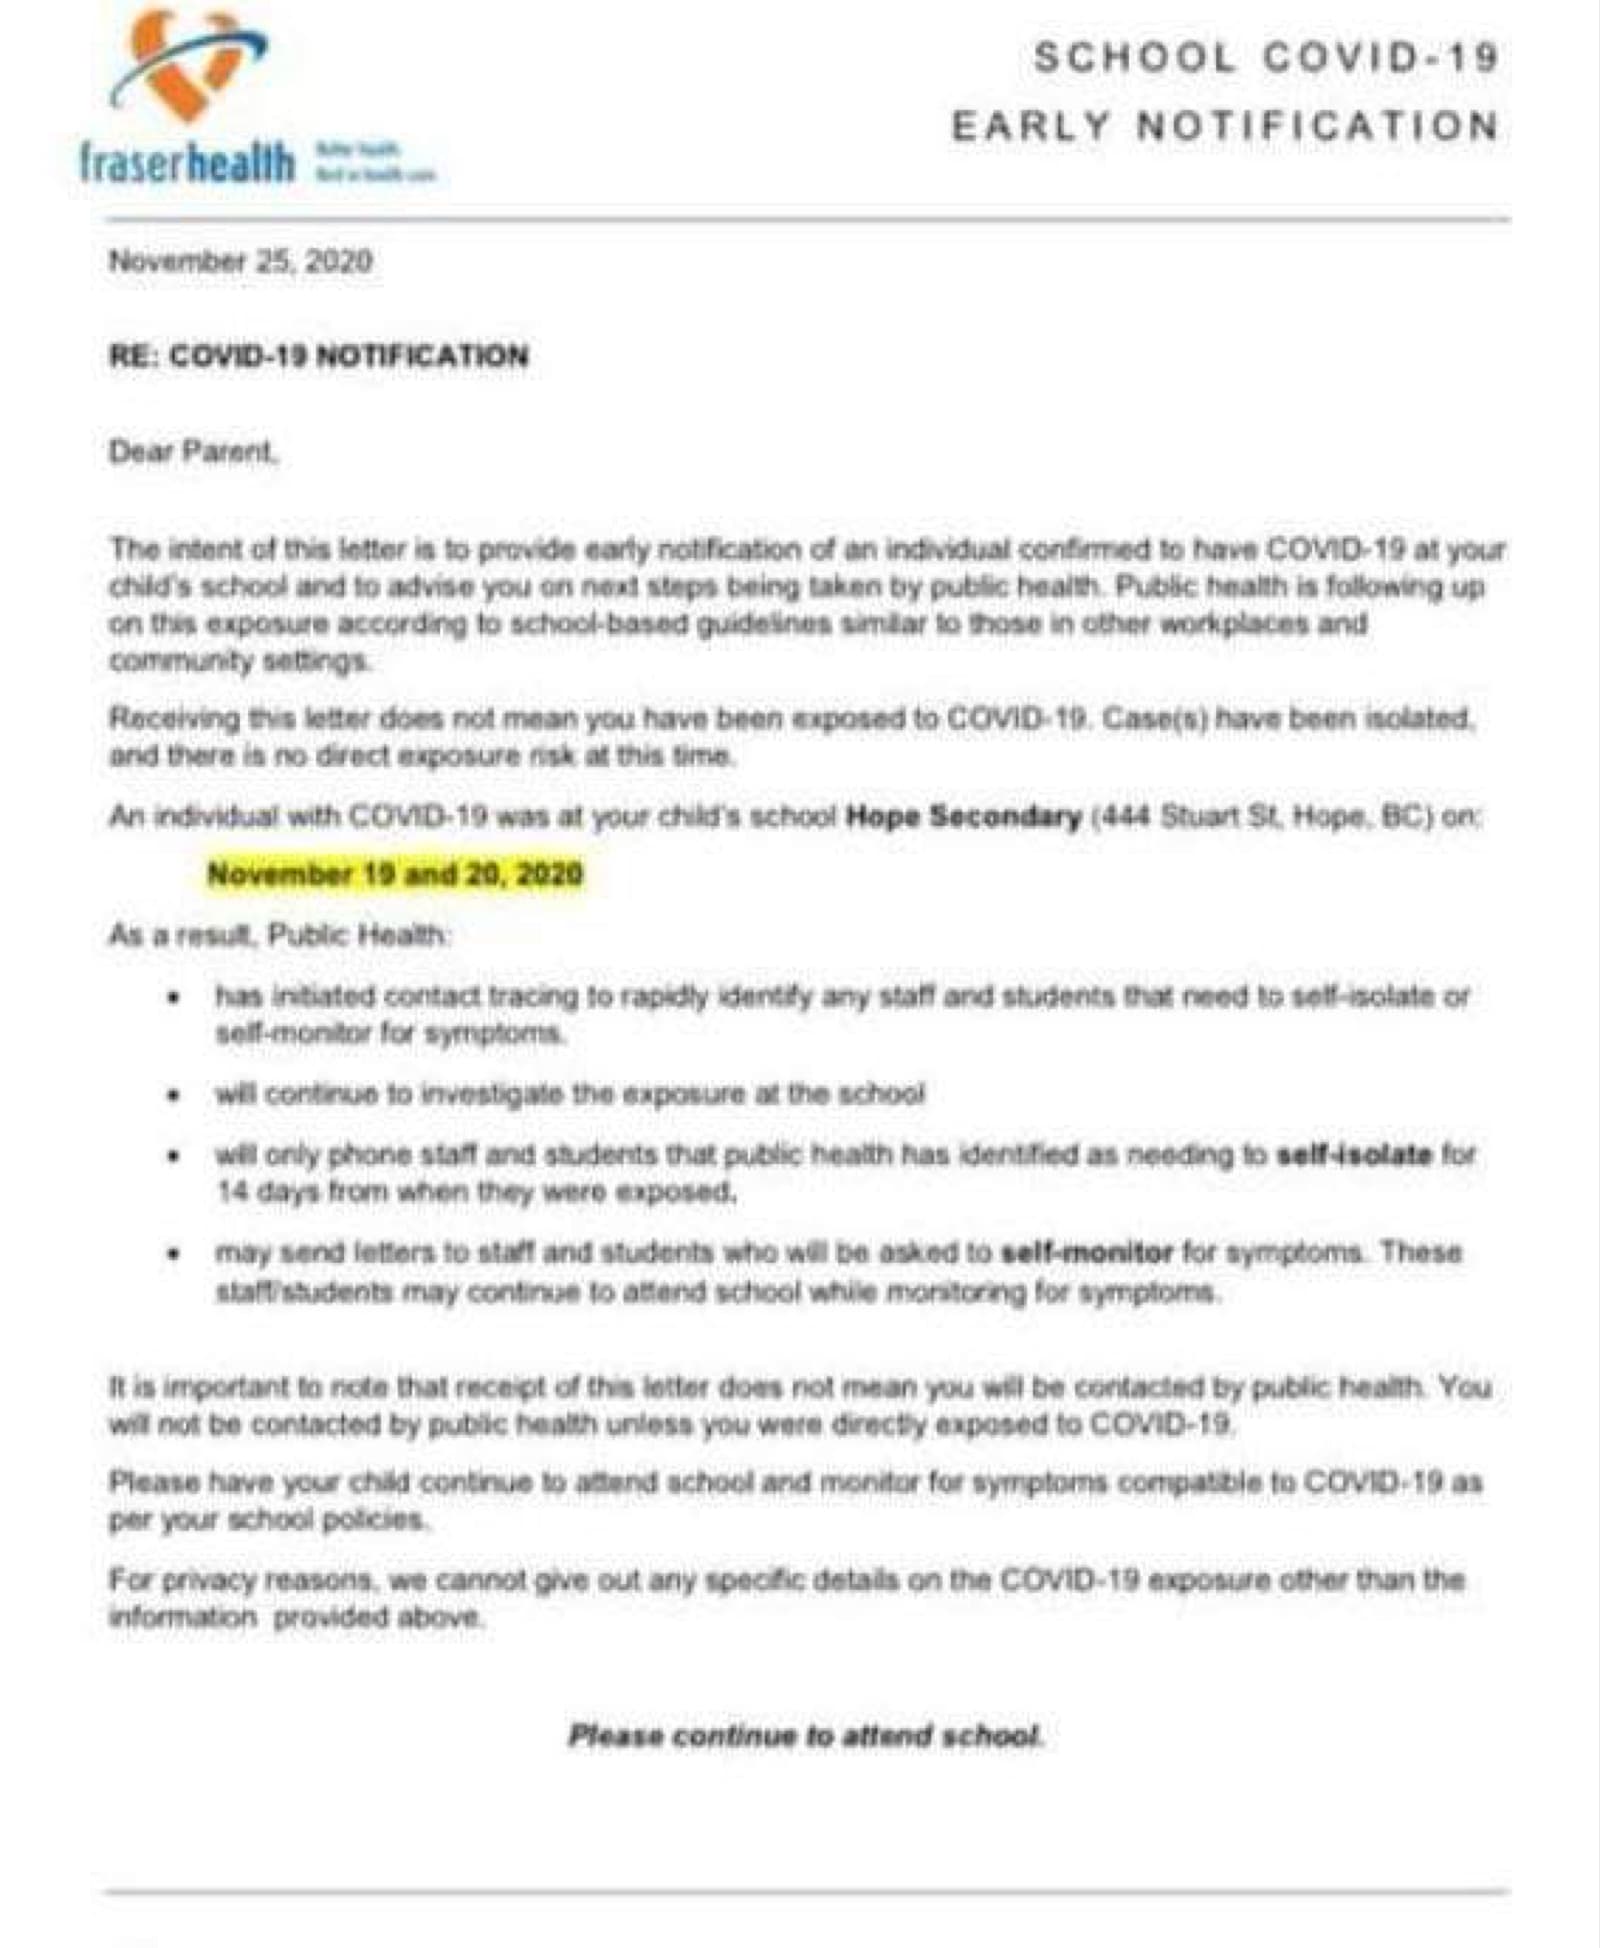 SCHOOL COVID-19
EARLY NOTIFICATION
fraserhealth
November 25, 2020
RE: COVID-19 NOTIFICATION
Dear Parent,
The intent of this letter is to provide early notification of an individual confirmed to have COVID-19 at your
child's school and to advise you on next steps being taken by public health. Public health is following up
on this exposure according to school-based guidelines similar to those in other workplaces and
community settings.
Receiving this letter does not mean you have been exposed to COVID-19. Case(s) have been isolated,
and there is no direct exposure risk at this time.
An individual with COVID-19 was at your child's school Hope Secondary (444 Stuart St, Hope, BC) on:
November 19 and 20, 2020
As a result, Public Health:
• has initiated contact tracing to rapidly identify any staff and students that need to self-isolate or
self-monitor for symptoms.
• will continue to investigate the exposure at the school
• will only phone staff and students that public health has identified as needing to self-isolate for
14 days from when they were exposed.
• may send letters to staff and students who will be asked to self-monitor for symptoms. These
staff/students may continue to attend school while monitoring for symptoms.
It is important to note that receipt of this letter does not mean you will be contacted by public health. You
will not be contacted by public health unless you were directly exposed to COVID-19.
Please have your child continue to attend school and monitor for symptoms compatible to COVID-19 as
per your school policies.
For privacy reasons, we cannot give out any specific details on the COVID-19 exposure other than the
information provided above.
Please continue to attend school.